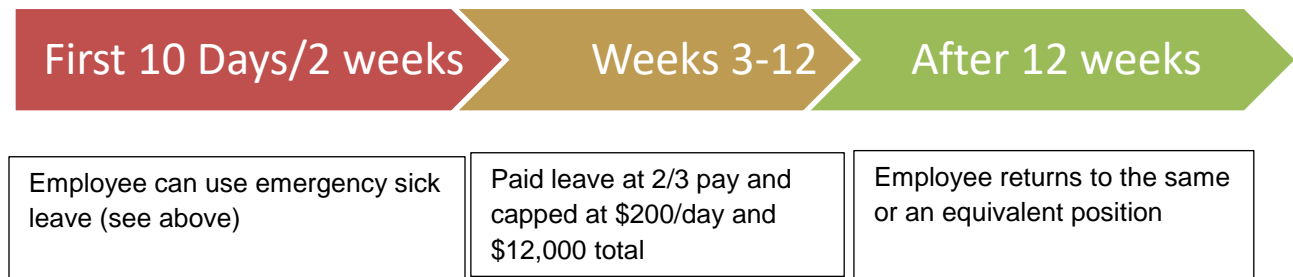 First 10 Days/2 weeks
Weeks 3-12
After 12 weeks
Employee can use emergency sick
leave (see above)
Paid leave at 2/3 pay and
capped at $200/day and
$12,000 total
Employee returns to the same
or an equivalent position